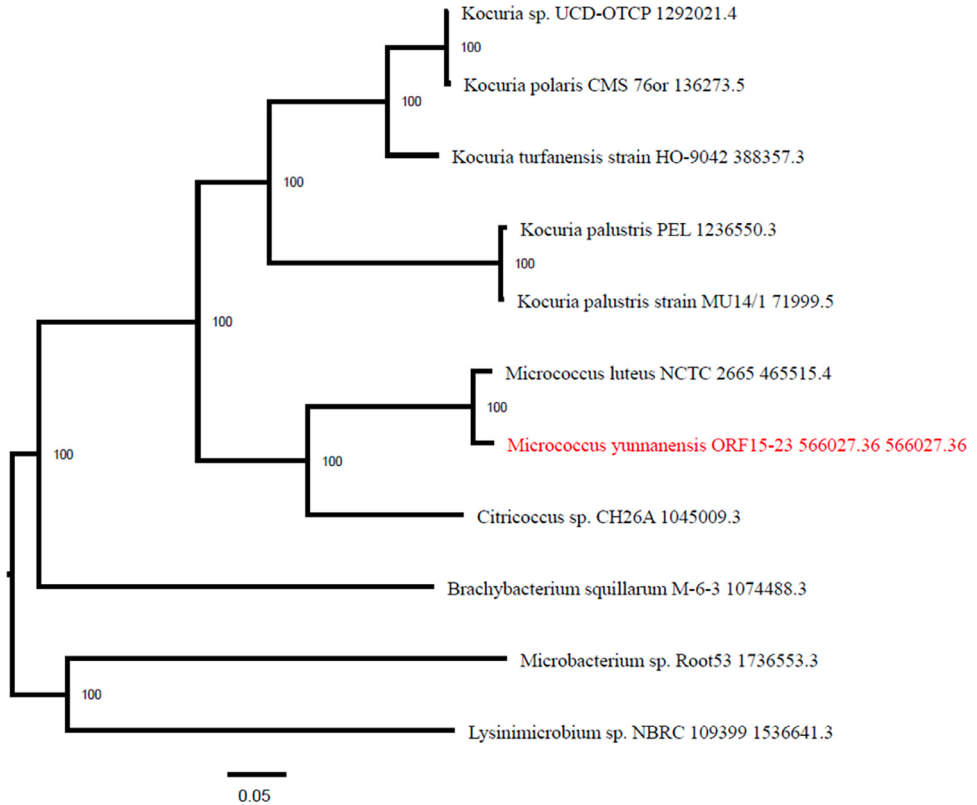 Kocuria sp. UCD-OTCP 1292021.4
100
Kocuria polaris CMS 76or 136273.5
100
Kocuria turfanensis strain HO-9042 388357.3
100
Kocuria palustris PEL 1236550.3
100
Kocuria palustris strain MU14/1 71999.5
100
Micrococcus luteus NCTC 2665 465515.4
100
Micrococcus yunnanensis ORF15-23 566027.36 566027.36
100
100
Citricoccus sp. CH26A 1045009.3
Brachybacterium squillarum M-6-3 1074488.3
Microbacterium sp. Root53 1736553.3
100
Lysinimicrobium sp. NBRC 109399 1536641.3
0.05